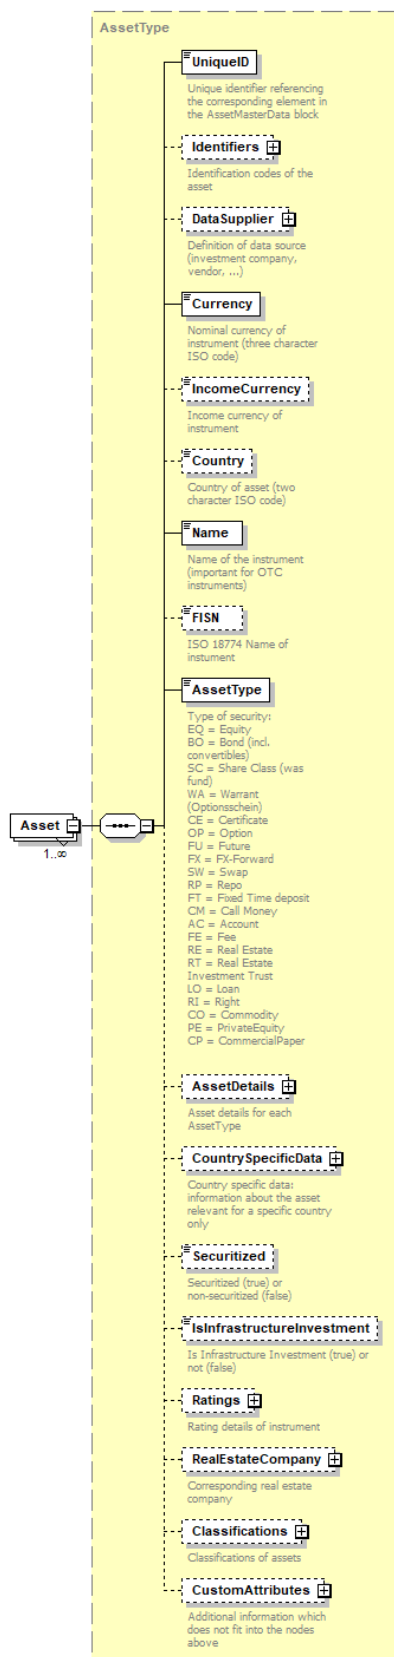 AssetType
UniqueID
Unique identifier referencing
the corresponding element in
the AssetMasterData block
Identifiers
Identification codes of the
asset
DataSupplier
Definition of data source
(investment company,
vendor, ...)
Currency
Nominal currency of
instrument (three character
ISO code)
IncomeCurrency
Income currency of
instrument
Country
Country of asset (two
character ISO code)
Name
Name of the instrument
(important for OTC
instruments)
FISN
ISO 18774 Name of
instument
AssetType
Type of security:
EQ = Equity
BO = Bond (incl.
convertibles)
SC = Share Class (was
fund)
WA = Warrant
(Optionsschein)
CE = Certificate
OP = Option
FU = Future
FX = FX-Forward
SW = Swap
RP = Repo
FT = Fixed Time deposit
CM = Call Money
AC = Account
FE = Fee
RE = Real Estate
RT = Real Estate
Investment Trust
LO = Loan
RI = Right
CO = Commodity
PE = PrivateEquity
CP = CommercialPaper
Asset
1..∞
AssetDetails
Asset details for each
AssetType
CountrySpecificData
Country specific data:
information about the asset
relevant for a specific country
only
Securitized
Securitized (true) or
non-securitized (false)
IsInfrastructureInvestment
Is Infrastructure Investment (true) or
not (false)
Ratings
Rating details of instrument
RealEstateCompany
Corresponding real estate
company
Classifications
Classifications of assets
CustomAttributes
Additional information which
does not fit into the nodes
above